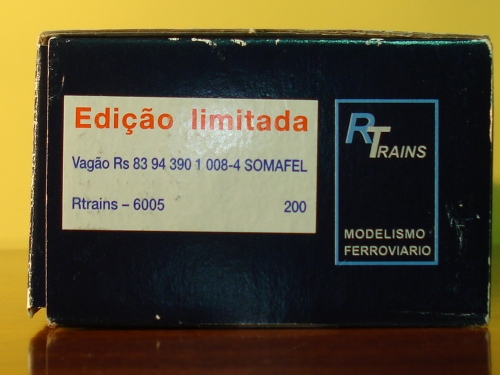 Edição limitada
Vagão Rs 83 94 390 1 008-4 SOMAFEL
Rtrains – 6005 200
RTRAINS
MODELISMO
FERROVIARIO